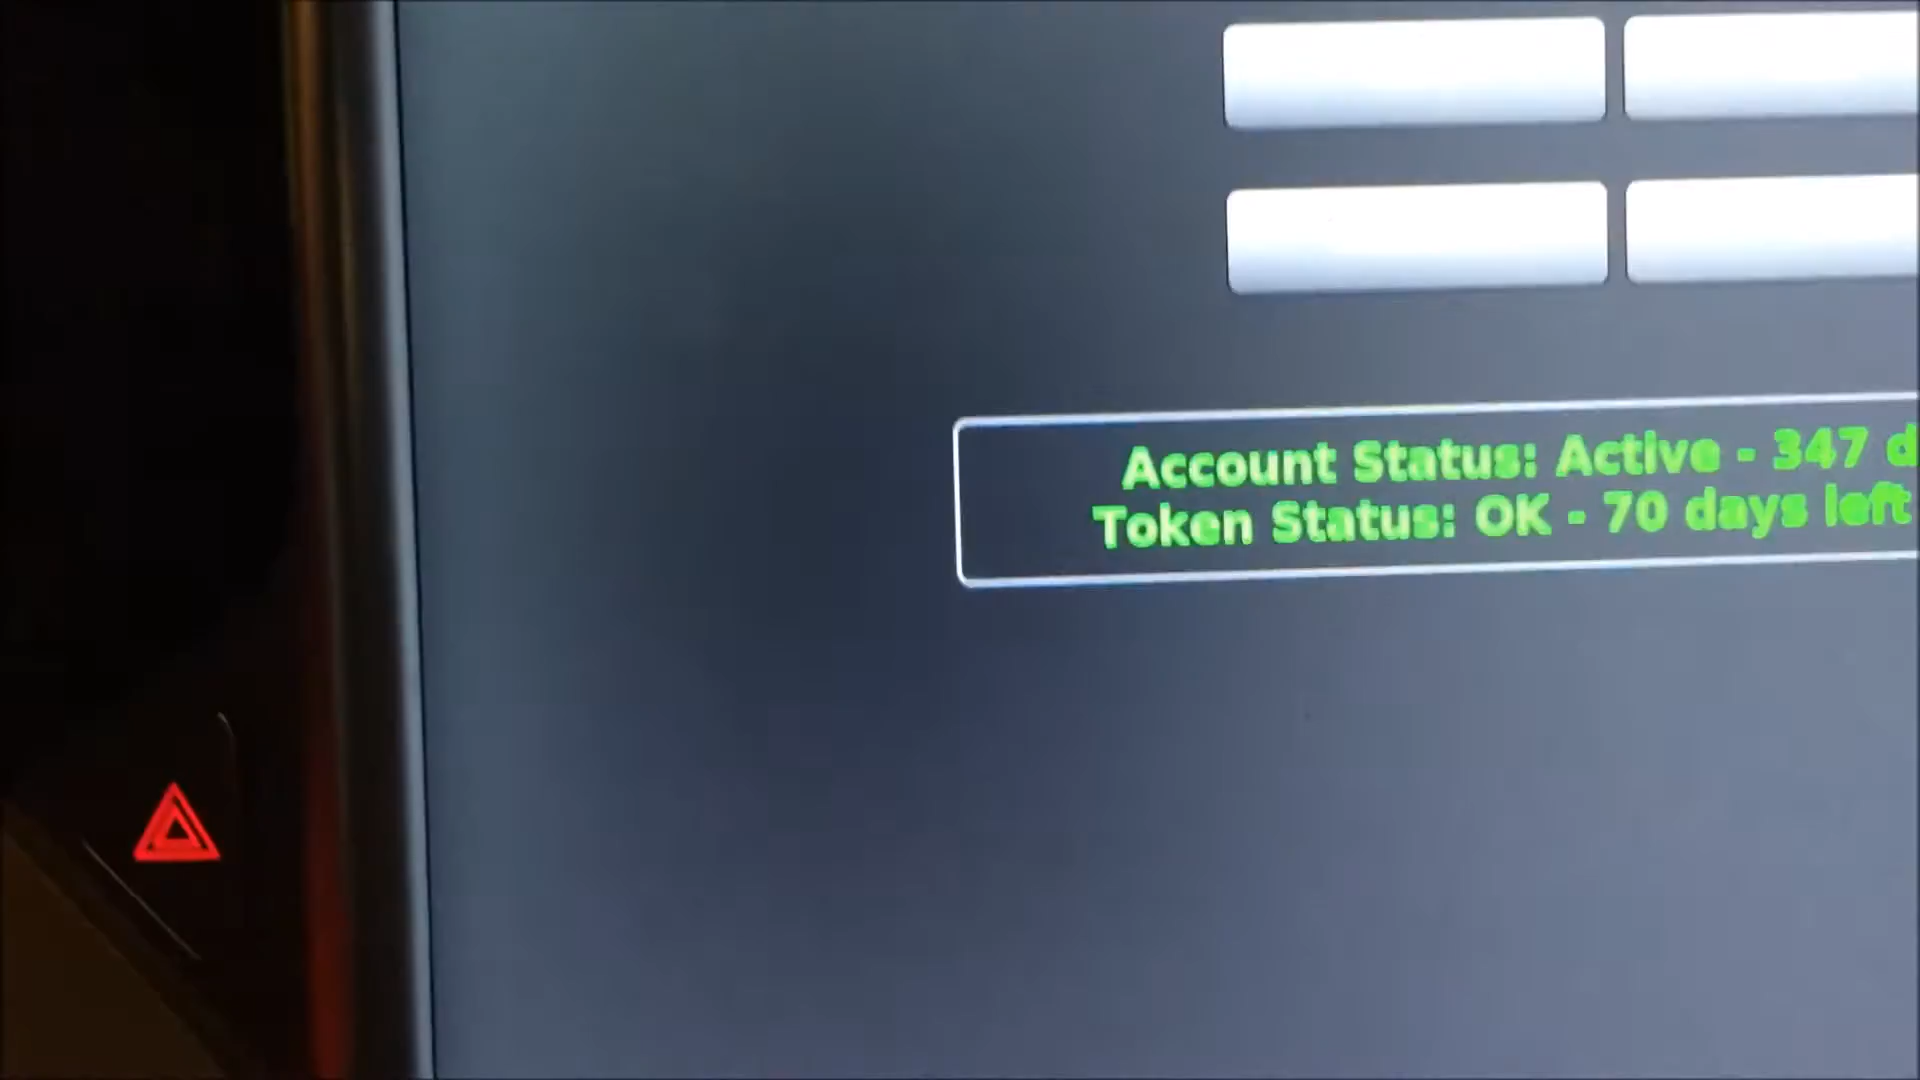 Account Status: Active - 347 d
Token Status: OK - 70 days left